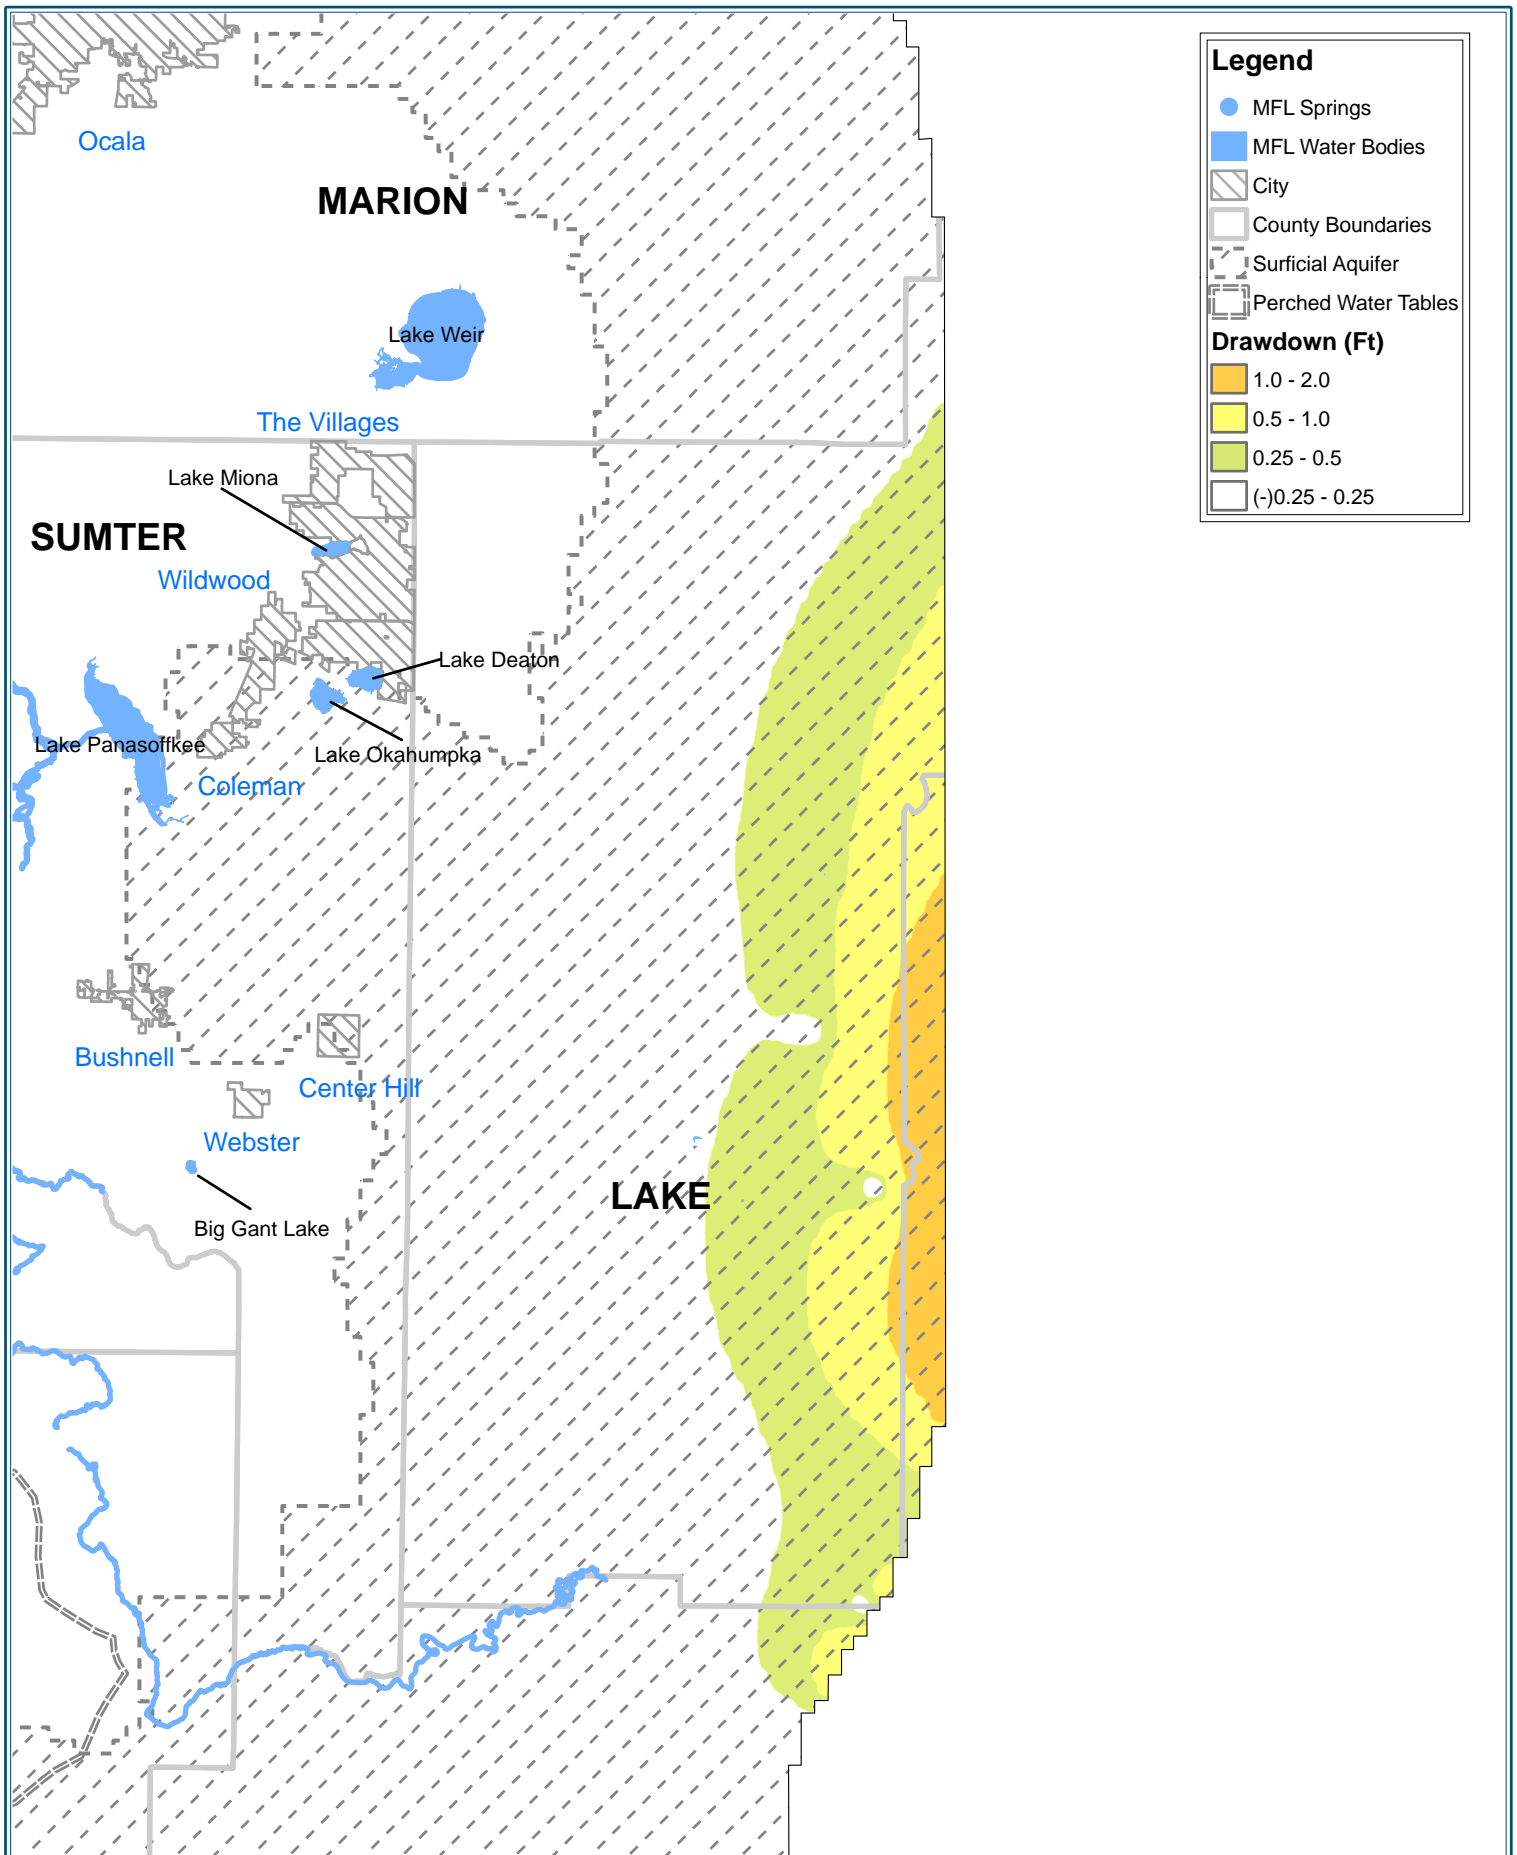 Legend
MFL Springs
MFL Water Bodies
City
County Boundaries
Surficial Aquifer
Perched Water Tables
Drawdown (Ft)
1.0 - 2.0
0.5 - 1.0
0.25 - 0.5
(-)0.25 - 0.25
Ocala
MARION
Lake Weir
The Villages
Lake Miona
SUMTER
Wildwood
Lake Deaton
Lake Panasoffkee
Lake Okahumpka
Coleman
Bushnell
Center Hill
Webster
LAKE
Big Gant Lake